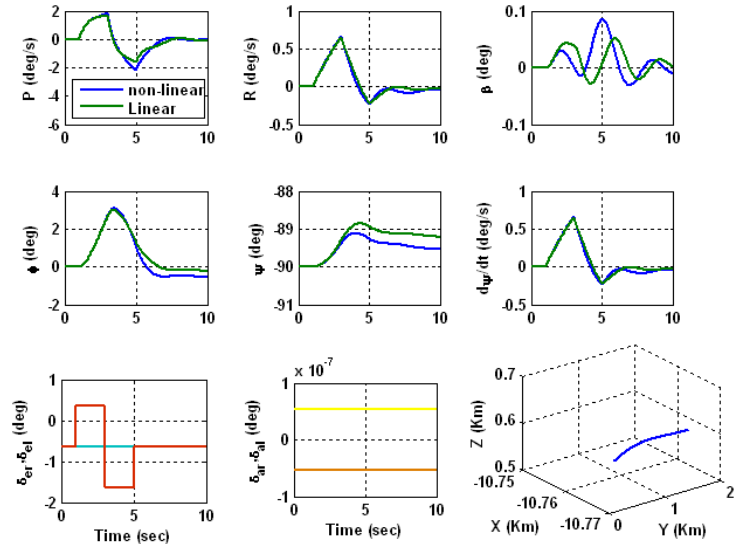 P (deg/s)
2
0
-2
-4
-6
non-linear
Linear
0 5 10
R (deg/s)
1
0.5
0
-0.5
0 5 10
β (deg)
0.1
0
-0.1
0 5 10
Φ (deg)
4
2
0
-2
0 5 10
Ψ (deg)
-88
-89
-90
-91
0 5 10
dψ/dt (deg/s)
1
0.5
0
-0.5
0 5 10
δer,δel (deg)
1
0
-1
-2
0 5 10
Time (sec)
x 10^-7
δar,δal (deg)
1
0
-1
0 5 10
Time (sec)
Z (Km)
0.7
0.6
0.5
-10.75
-10.76
-10.77
X (Km)
0 1 2
Y (Km)